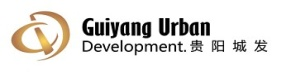 Guiyang Urban
Development.贵阳城发